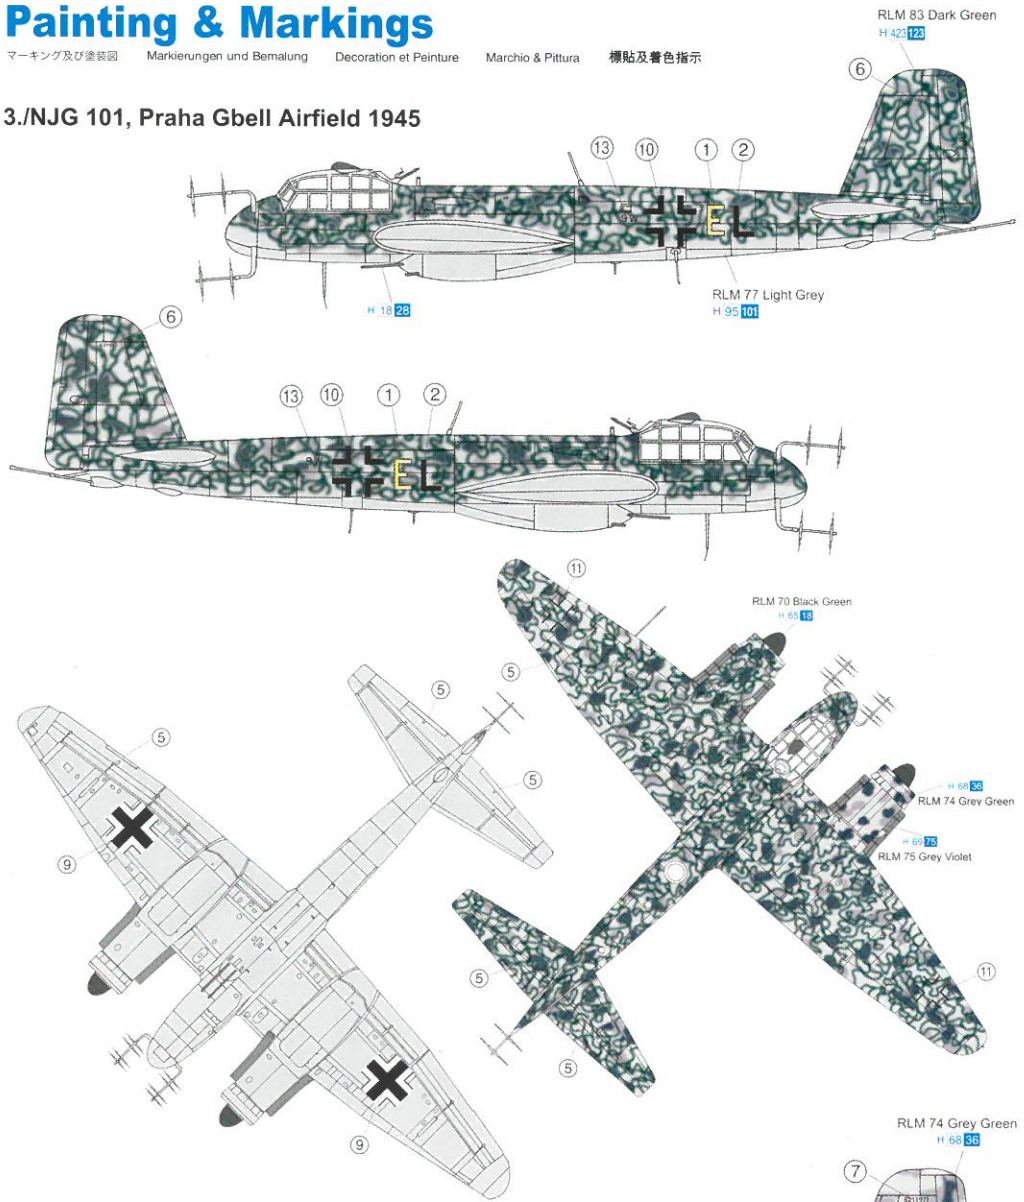 Painting & Markings
マーキング及び塗装図 Markierungen und Bemalung Decoration et Peinture Marchio & Pittura 標貼及着色指示
RLM 83 Dark Green
H 423 123
3./NJG 101, Praha Gbell Airfield 1945
6
13 10 1 2
E L
H 18 28
RLM 77 Light Grey
H 95 101
6
13 10 1 2
E L
11
RLM 70 Black Green
H 65 18
5
5
5
5
H 68 36
RLM 74 Grey Green
H 69 75
RLM 75 Grey Violet
9
5
11
5
9
RLM 74 Grey Green
H 68 36
7